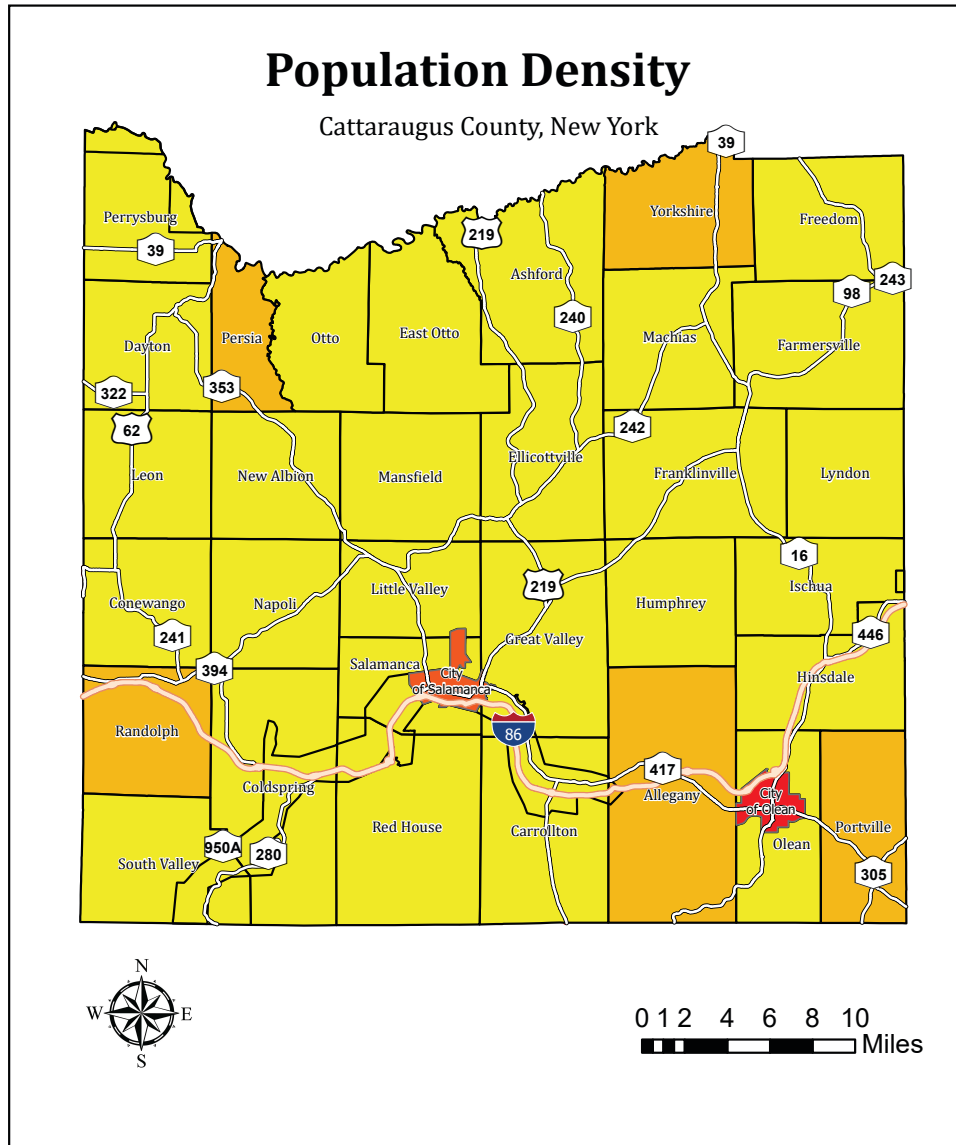 Population Density
Cattaraugus County, New York
39
Yorkshire
Perrysburg
Freedom
219
39
Ashford
243
98
240
Persia
Otto
East Otto
Machias
Farmersville
Dayton
322
353
62
242
Ellicottville
Leon
New Albion
Mansfield
Franklinville
Lyndon
16
219
Little Valley
Ischua
Conewango
Napoli
Humphrey
241
446
Great Valley
394
Salamanca
City
of Salamanca
Hinsdale
Randolph
86
417
Coldspring
Allegany
City
of Olean
Red House
Carrollton
Portville
Olean
950A
280
South Valley
305
N
W
E
S
0 1 2 4 6 8 10
Miles